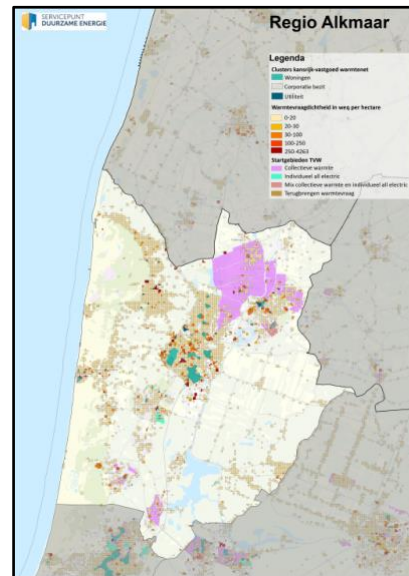 SERVICEPUNT
DUURZAME ENERGIE
Regio Alkmaar
Legenda
Clusters kansrijk-vastgoed warmtenet
Woningen
Corporatie bezit
Utiliteit
Warmtevraagdichtheid in weq per hectare
0-20
20-30
30-100
100-250
250-4263
Startgebieden TVW
Collectieve warmte
Individueel all electric
Mix collectieve warmte en individueel all electric
Terugbrengen warmtevraag